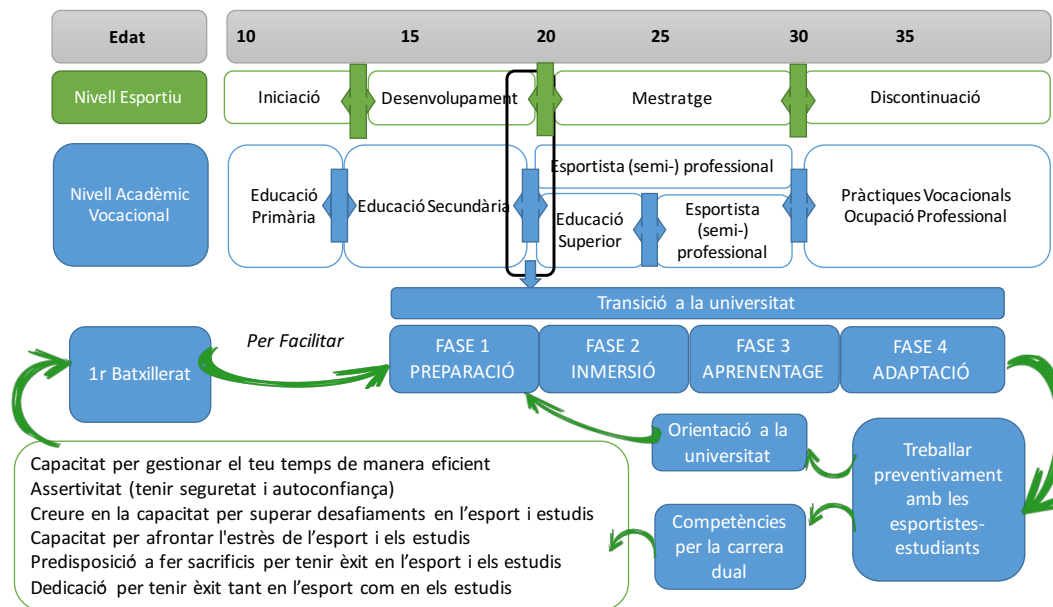 Edat 10 15 20 25 30 35
Nivell Esportiu
Iniciació
Desenvolupament
Mestratge
Discontinuació
Nivell Acadèmic
Vocacional
Educació
Primària
Educació Secundària
Esportista (semi-) professional
Educació
Superior
Esportista
(semi-)
professional
Pràctiques Vocacionals
Ocupació Professional
Transició a la universitat
1r Batxillerat
Per Facilitar
FASE 1
PREPARACIÓ
FASE 2
INMERSIÓ
FASE 3
APRENENTAGE
FASE 4
ADAPTACIÓ
Orientació a la
universitat
Treballar
preventivament
amb les
esportistes-
estudiants
Competències
per la carrera
dual
Capacitat per gestionar el teu temps de manera eficient
Assertivitat (tenir seguretat i autoconfiança)
Creure en la capacitat per superar desafiaments en l’esport i estudis
Capacitat per afrontar l'estrès de l’esport i els estudis
Predisposició a fer sacrificis per tenir èxit en l’esport i els estudis
Dedicació per tenir èxit tant en l’esport com en els estudis